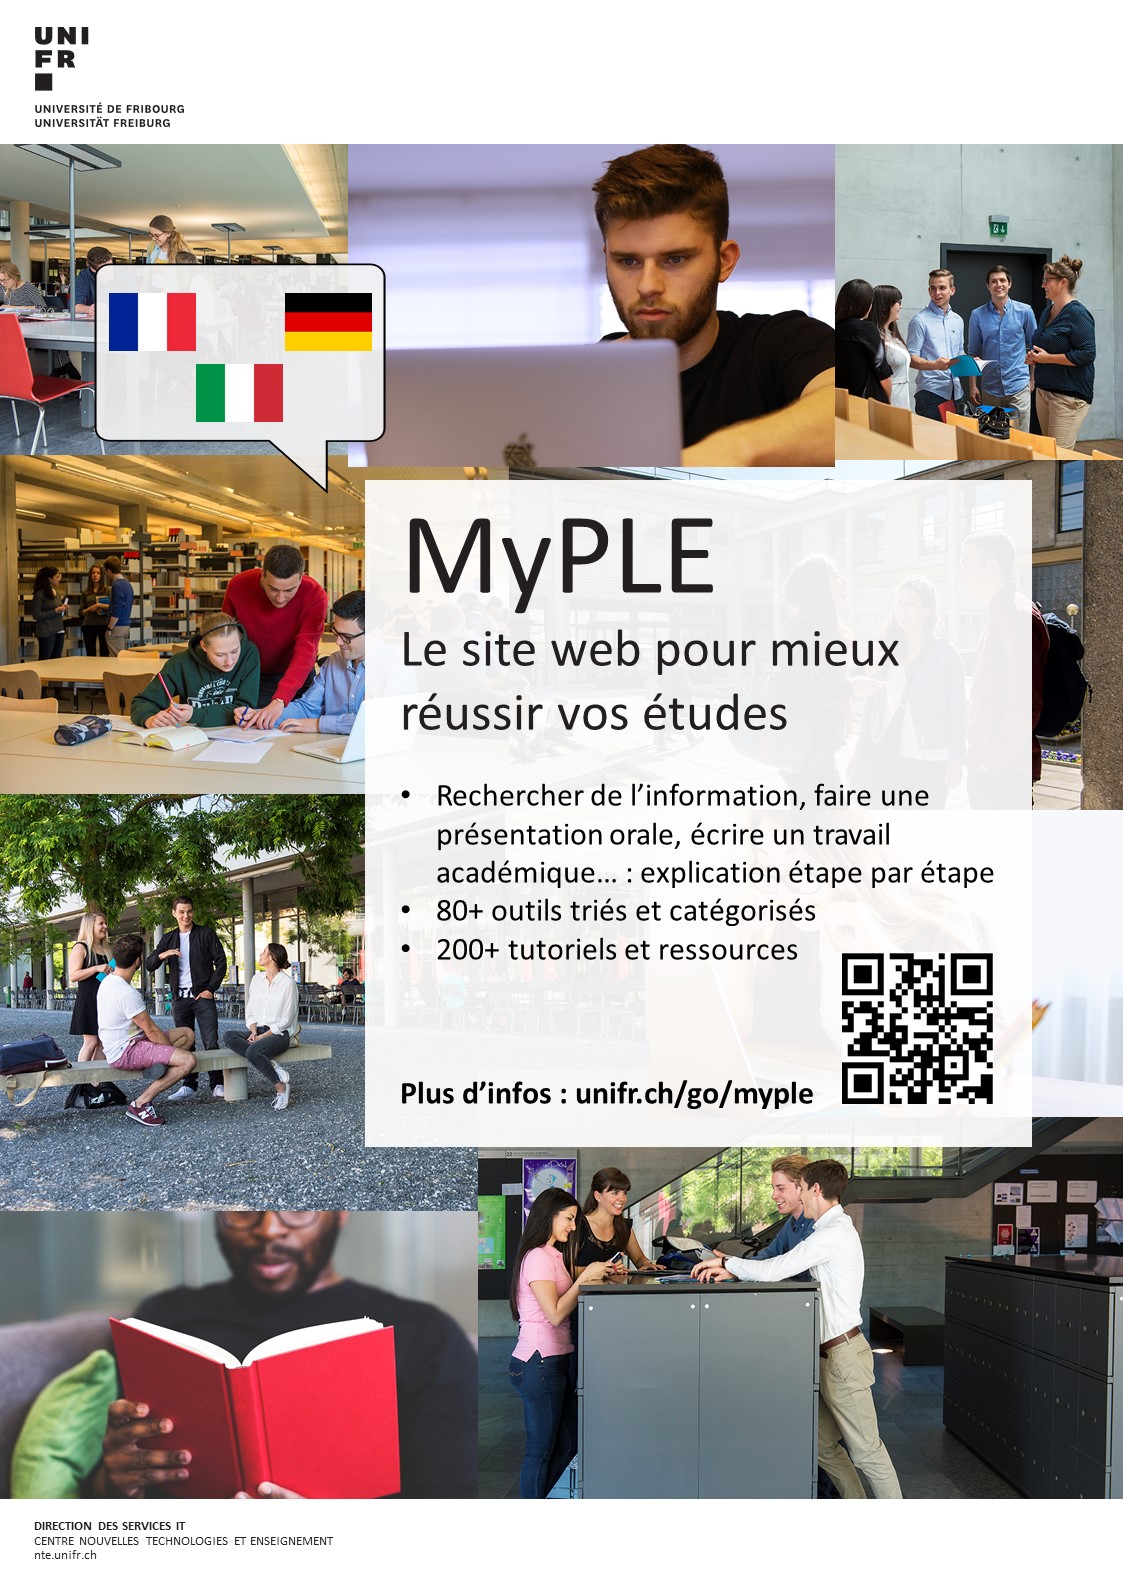 UNI
FR
UNIVERSITÉ DE FRIBOURG
UNIVERSITÄT FREIBURG
MyPLE
Le site web pour mieux
réussir vos études
• Rechercher de l’information, faire une
présentation orale, écrire un travail
académique... : explication étape par étape
• 80+ outils triés et catégorisés
• 200+ tutoriels et ressources
Plus d’infos : unifr.ch/go/myple
DIRECTION DES SERVICES IT
CENTRE NOUVELLES TECHNOLOGIES ET ENSEIGNEMENT
nte.unifr.ch